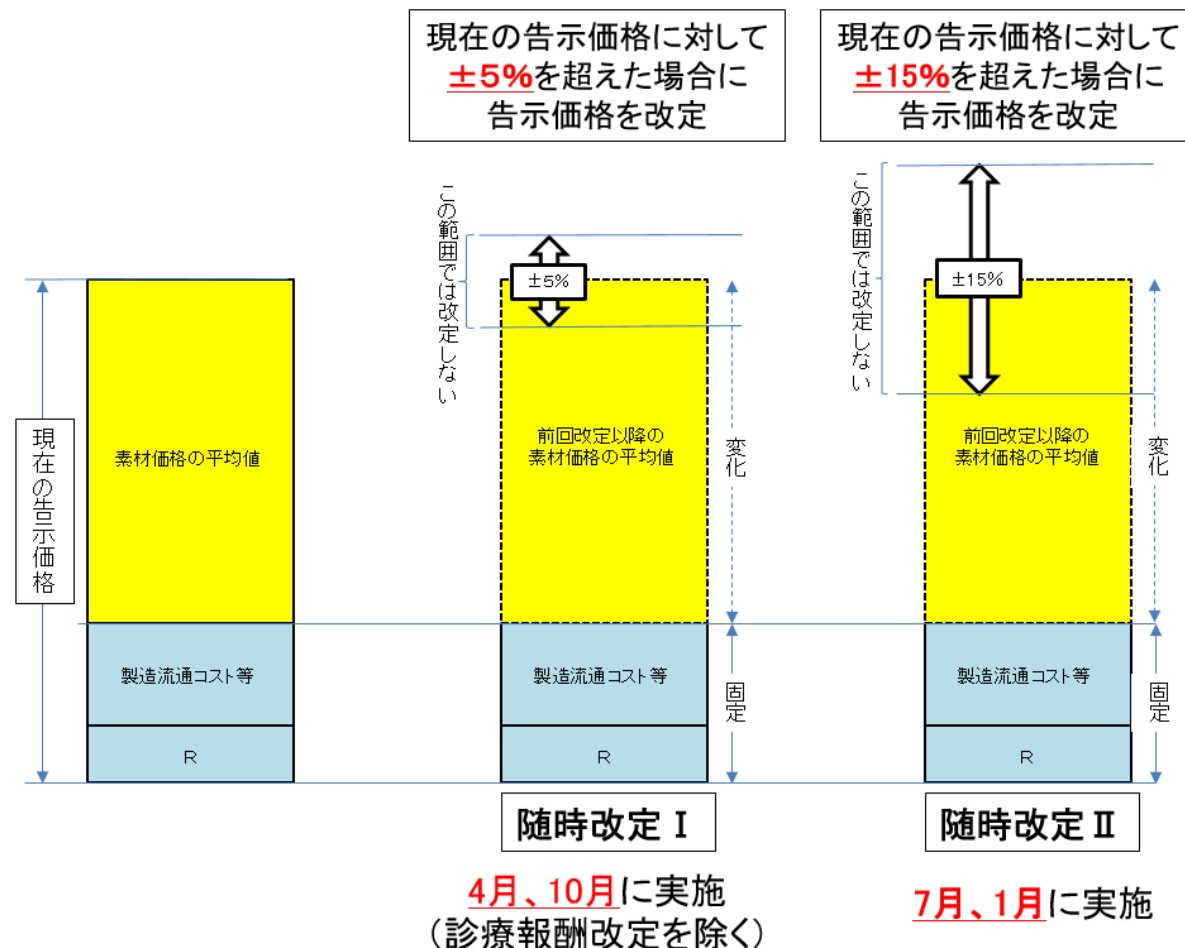 現在の告示価格に対して
±5%を超えた場合に
告示価格を改定
現在の告示価格に対して
±15%を超えた場合に
告示価格を改定
現在の告示価格
素材価格の平均値
製造流通コスト等
R
この範囲では改定しない
±5%
前回改定以降の
素材価格の平均値
製造流通コスト等
R
変化
固定
この範囲では改定しない
±15%
前回改定以降の
素材価格の平均値
製造流通コスト等
R
変化
固定
随時改定Ⅰ
4月、10月に実施
(診療報酬改定を除く)
随時改定Ⅱ
7月、1月に実施